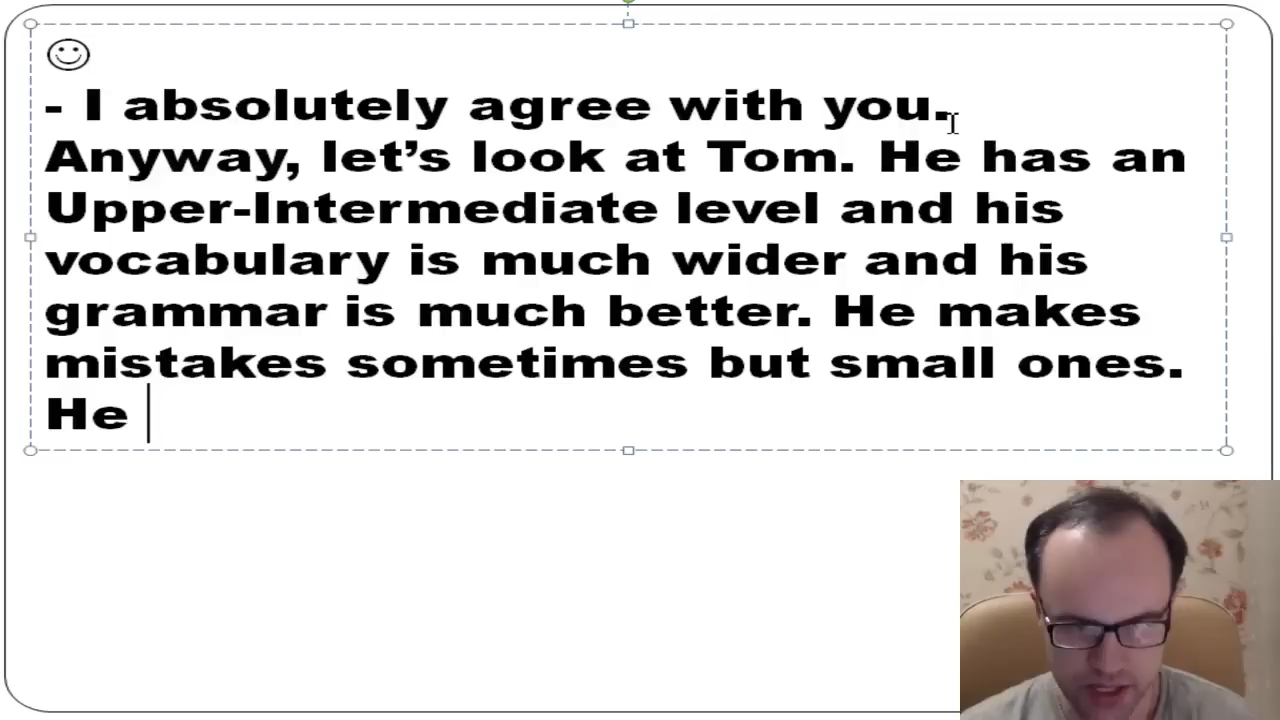 - I absolutely agree with you.
Anyway, let’s look at Tom. He has an
Upper-Intermediate level and his
vocabulary is much wider and his
grammar is much better. He makes
mistakes sometimes but small ones.
He